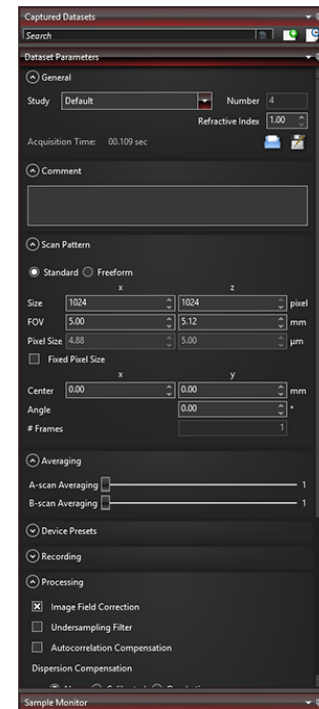 Captured Datasets
Search
Dataset Parameters
General
Study Default Number 4
Refractive Index 1.00
Acquisition Time: 00.109 sec
Comment
Scan Pattern
Standard Freeform
x z
Size 1024 1024 pixel
FOV 5.00 5.12 mm
Pixel Size 4.88 5.00 µm
Fixed Pixel Size
x y
Center 0.00 0.00 mm
Angle 0.00 °
# Frames 1
Averaging
A-scan Averaging 1
B-scan Averaging 1
Device Presets
Recording
Processing
Image Field Correction
Undersampling Filter
Autocorrelation Compensation
Dispersion Compensation
Sample Monitor